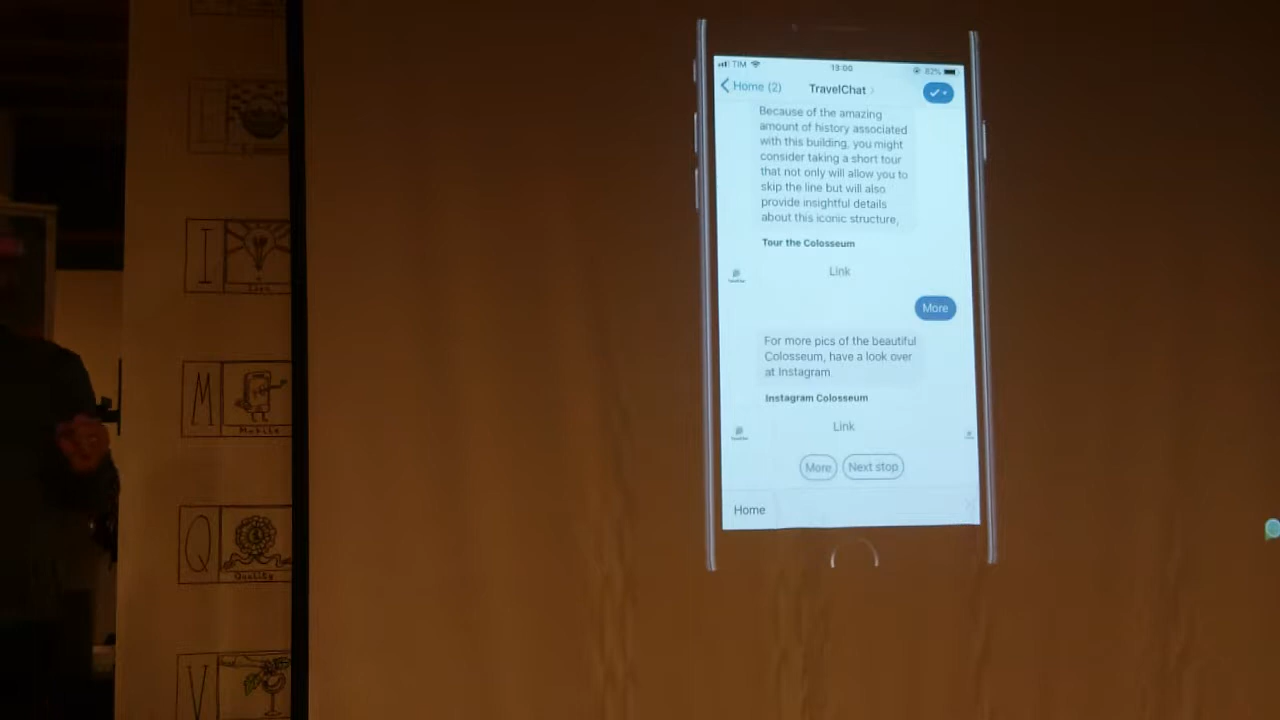 TIM
13:00
82%
Home (2)
TravelChat
Because of the amazing
amount of history associated
with this building, you might
consider taking a short tour
that not only will allow you to
skip the line but will also
provide insightful details
about this iconic structure,
Tour the Colosseum
Link
More
For more pics of the beautiful
Colosseum, have a look over
at Instagram
Instagram Colosseum
Link
More
Next stop
Home
I
M
Mobile
Q
Quality
V